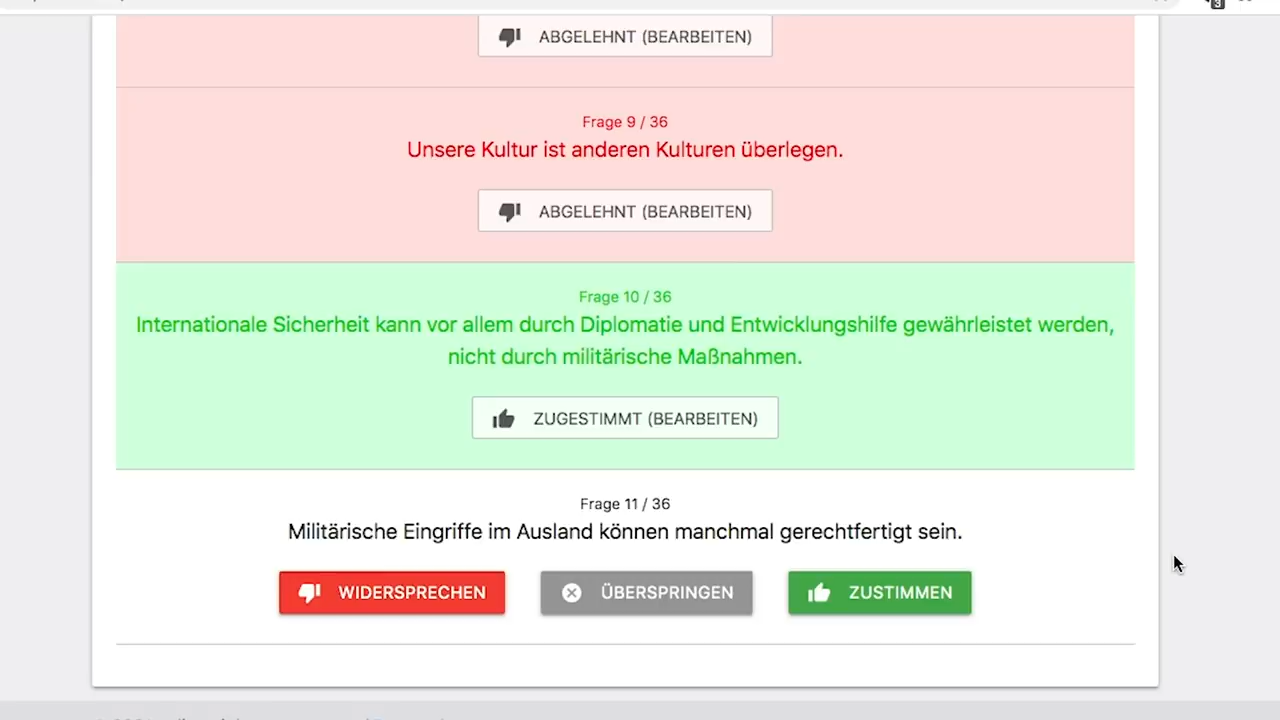 3
ABGELEHNT (BEARBEITEN)
Frage 9 / 36
Unsere Kultur ist anderen Kulturen überlegen.
ABGELEHNT (BEARBEITEN)
Frage 10 / 36
Internationale Sicherheit kann vor allem durch Diplomatie und Entwicklungshilfe gewährleistet werden,
nicht durch militärische Maßnahmen.
ZUGESTIMMT (BEARBEITEN)
Frage 11 / 36
Militärische Eingriffe im Ausland können manchmal gerechtfertigt sein.
WIDERSPRECHEN
ÜBERSPRINGEN
ZUSTIMMEN